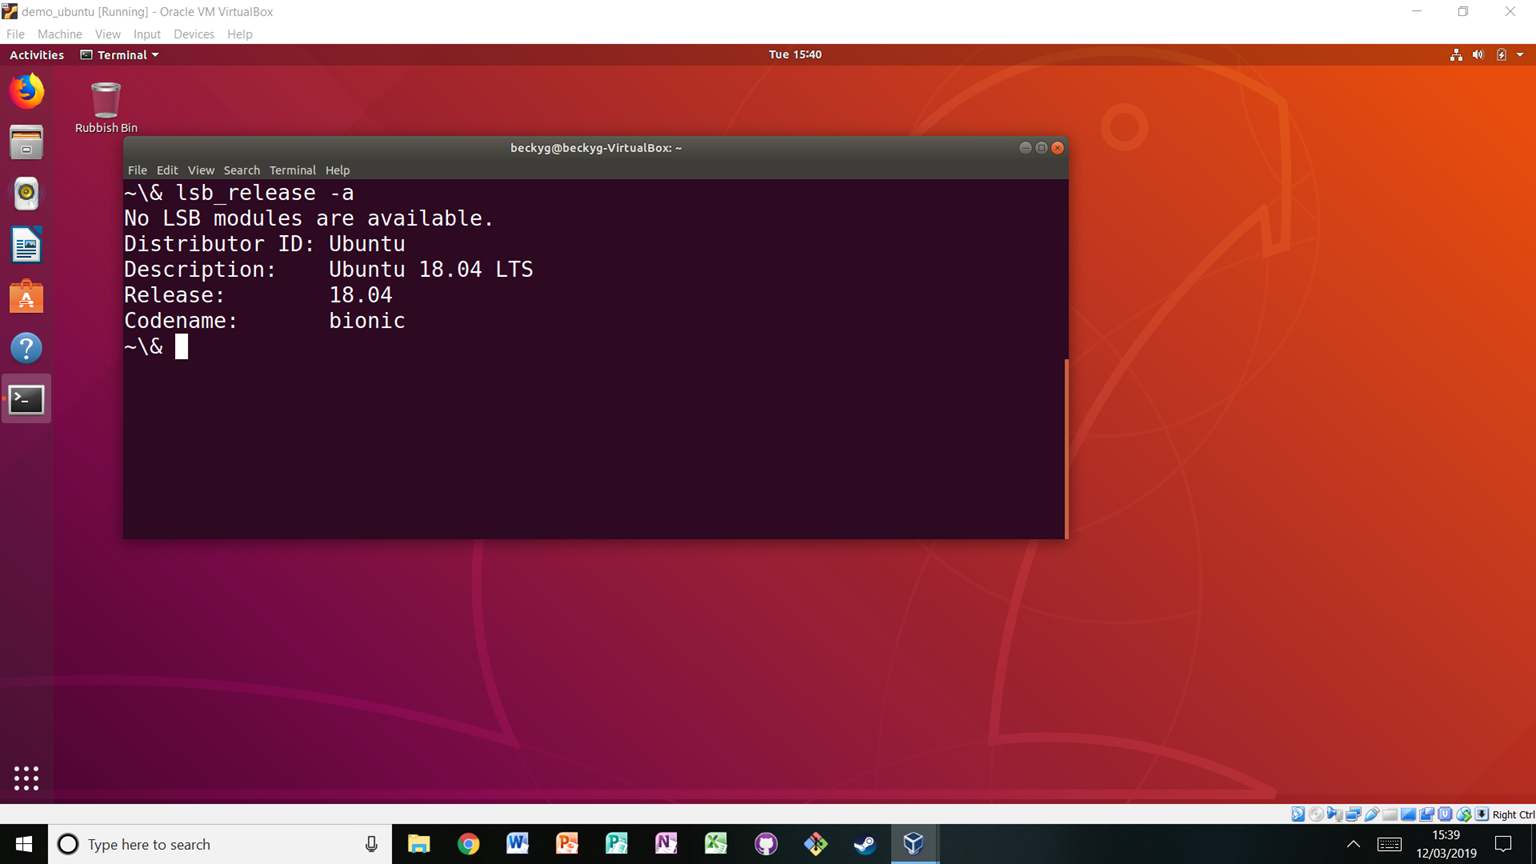 demo_ubuntu [Running] - Oracle VM VirtualBox
File Machine View Input Devices Help
Activities Terminal Tue 15:40
Rubbish Bin
beckyg@beckyg-VirtualBox: ~
File Edit View Search Terminal Help
~\& lsb_release -a
No LSB modules are available.
Distributor ID: Ubuntu
Description: Ubuntu 18.04 LTS
Release: 18.04
Codename: bionic
~\&
Right Ctrl
Type here to search
15:39
12/03/2019